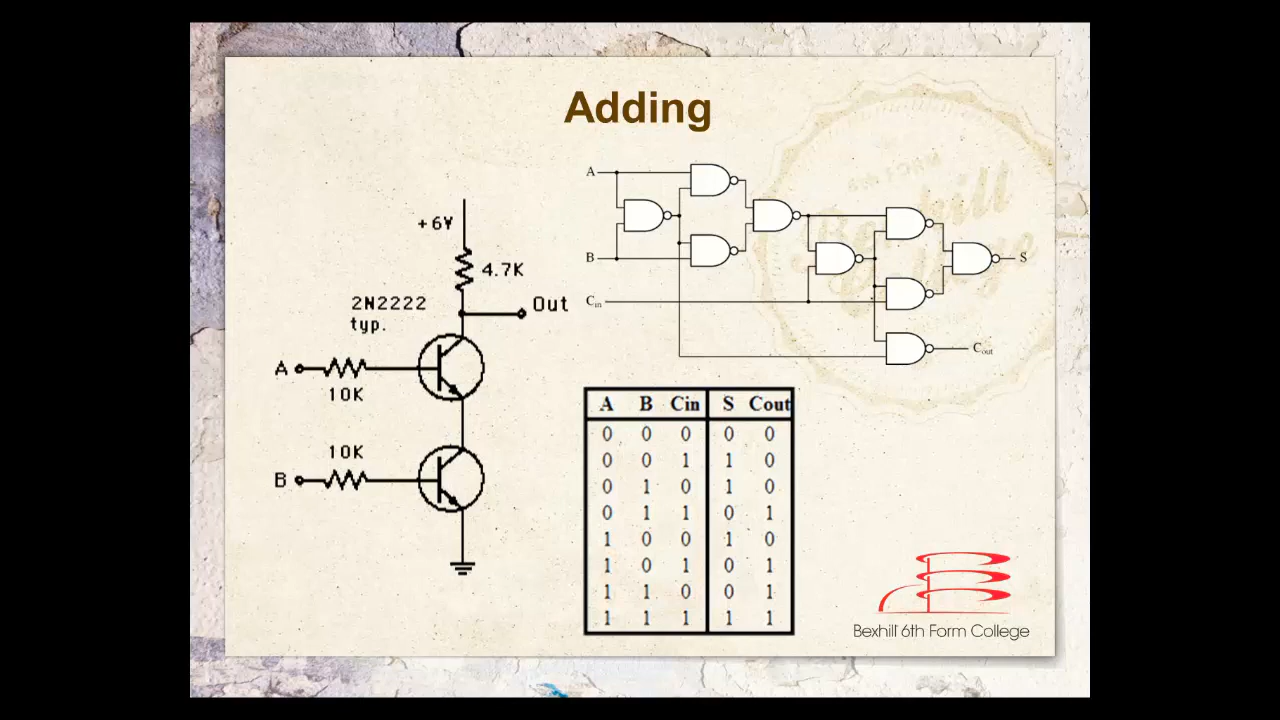 Adding
+6V
4.7K
2N2222
typ.
Out
A
10K
10K
B
A
B
Cin
S
Cout
A B Cin S Cout
0 0 0 0 0
0 0 1 1 0
0 1 0 1 0
0 1 1 0 1
1 0 0 1 0
1 0 1 0 1
1 1 0 0 1
1 1 1 1 1
Bexhill 6th Form College